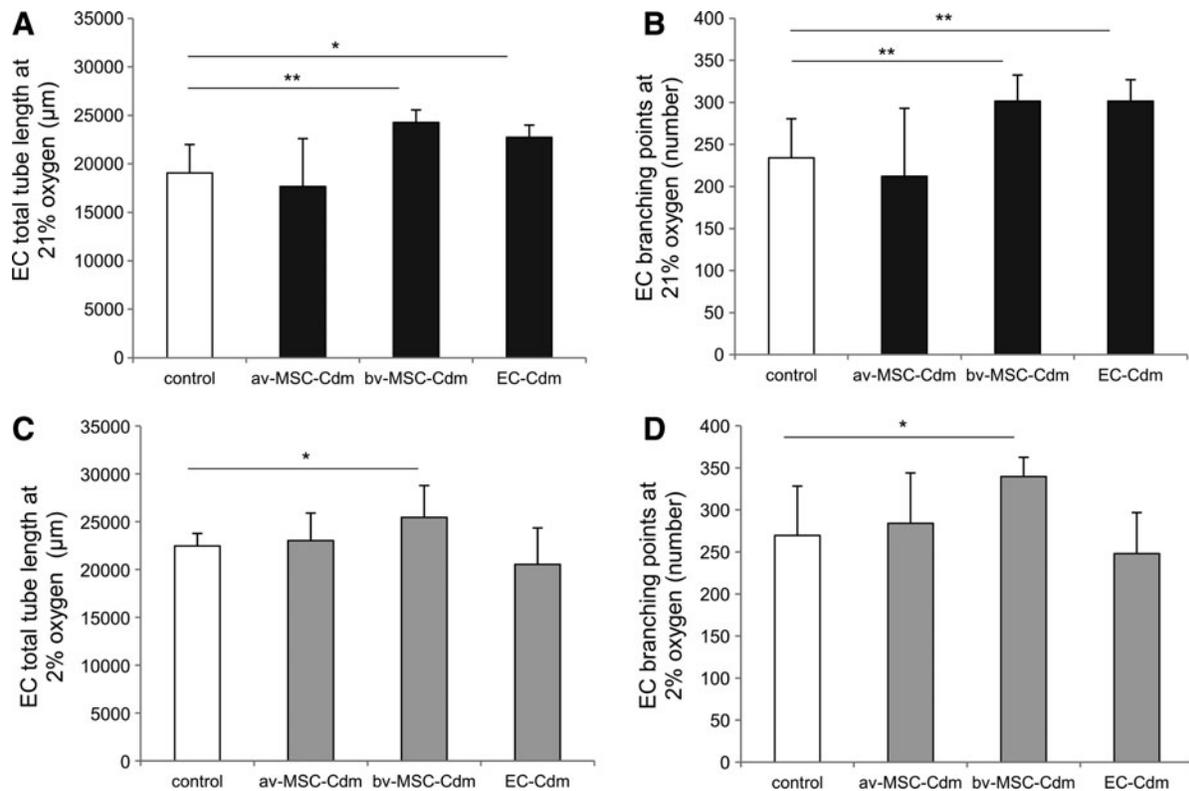 A
EC total tube length at
21% oxygen (µm)
35000
30000
25000
20000
15000
10000
5000
0
*
**
control av-MSC-Cdm bv-MSC-Cdm EC-Cdm
B
EC branching points at
21% oxygen (number)
400
350
300
250
200
150
100
50
0
**
**
control av-MSC-Cdm bv-MSC-Cdm EC-Cdm
C
EC total tube length at
2% oxygen (µm)
35000
30000
25000
20000
15000
10000
5000
0
*
control av-MSC-Cdm bv-MSC-Cdm EC-Cdm
D
EC branching points at
2% oxygen (number)
400
350
300
250
200
150
100
50
0
*
control av-MSC-Cdm bv-MSC-Cdm EC-Cdm